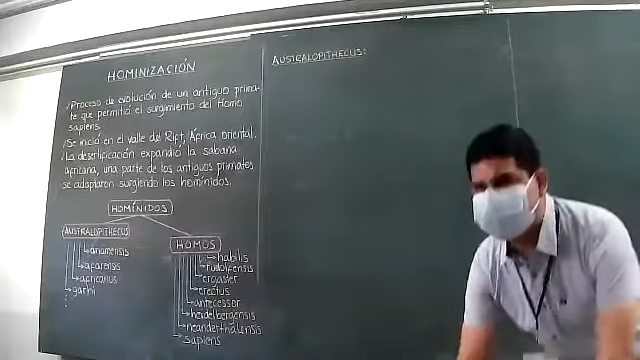 HOMINIZACIÓN
Proceso de evolución de un antiguo prima-
te que permitió el surgimiento del Homo
sapiens.
Se inició en el valle del Rift, África oriental.
La desertificación expandió la sabana
africana, una parte de los antiguos primates
se adaptaron surgiendo los homínidos.
HOMÍNIDOS
AUSTRALOPITHECUS
anamensis
afarensis
africanus
garhi
HOMOS
habilis
rudolfensis
ergaster
erectus
antecessor
heidelbergensis
neanderthalensis
sapiens
AUSTRALOPITHECUS: